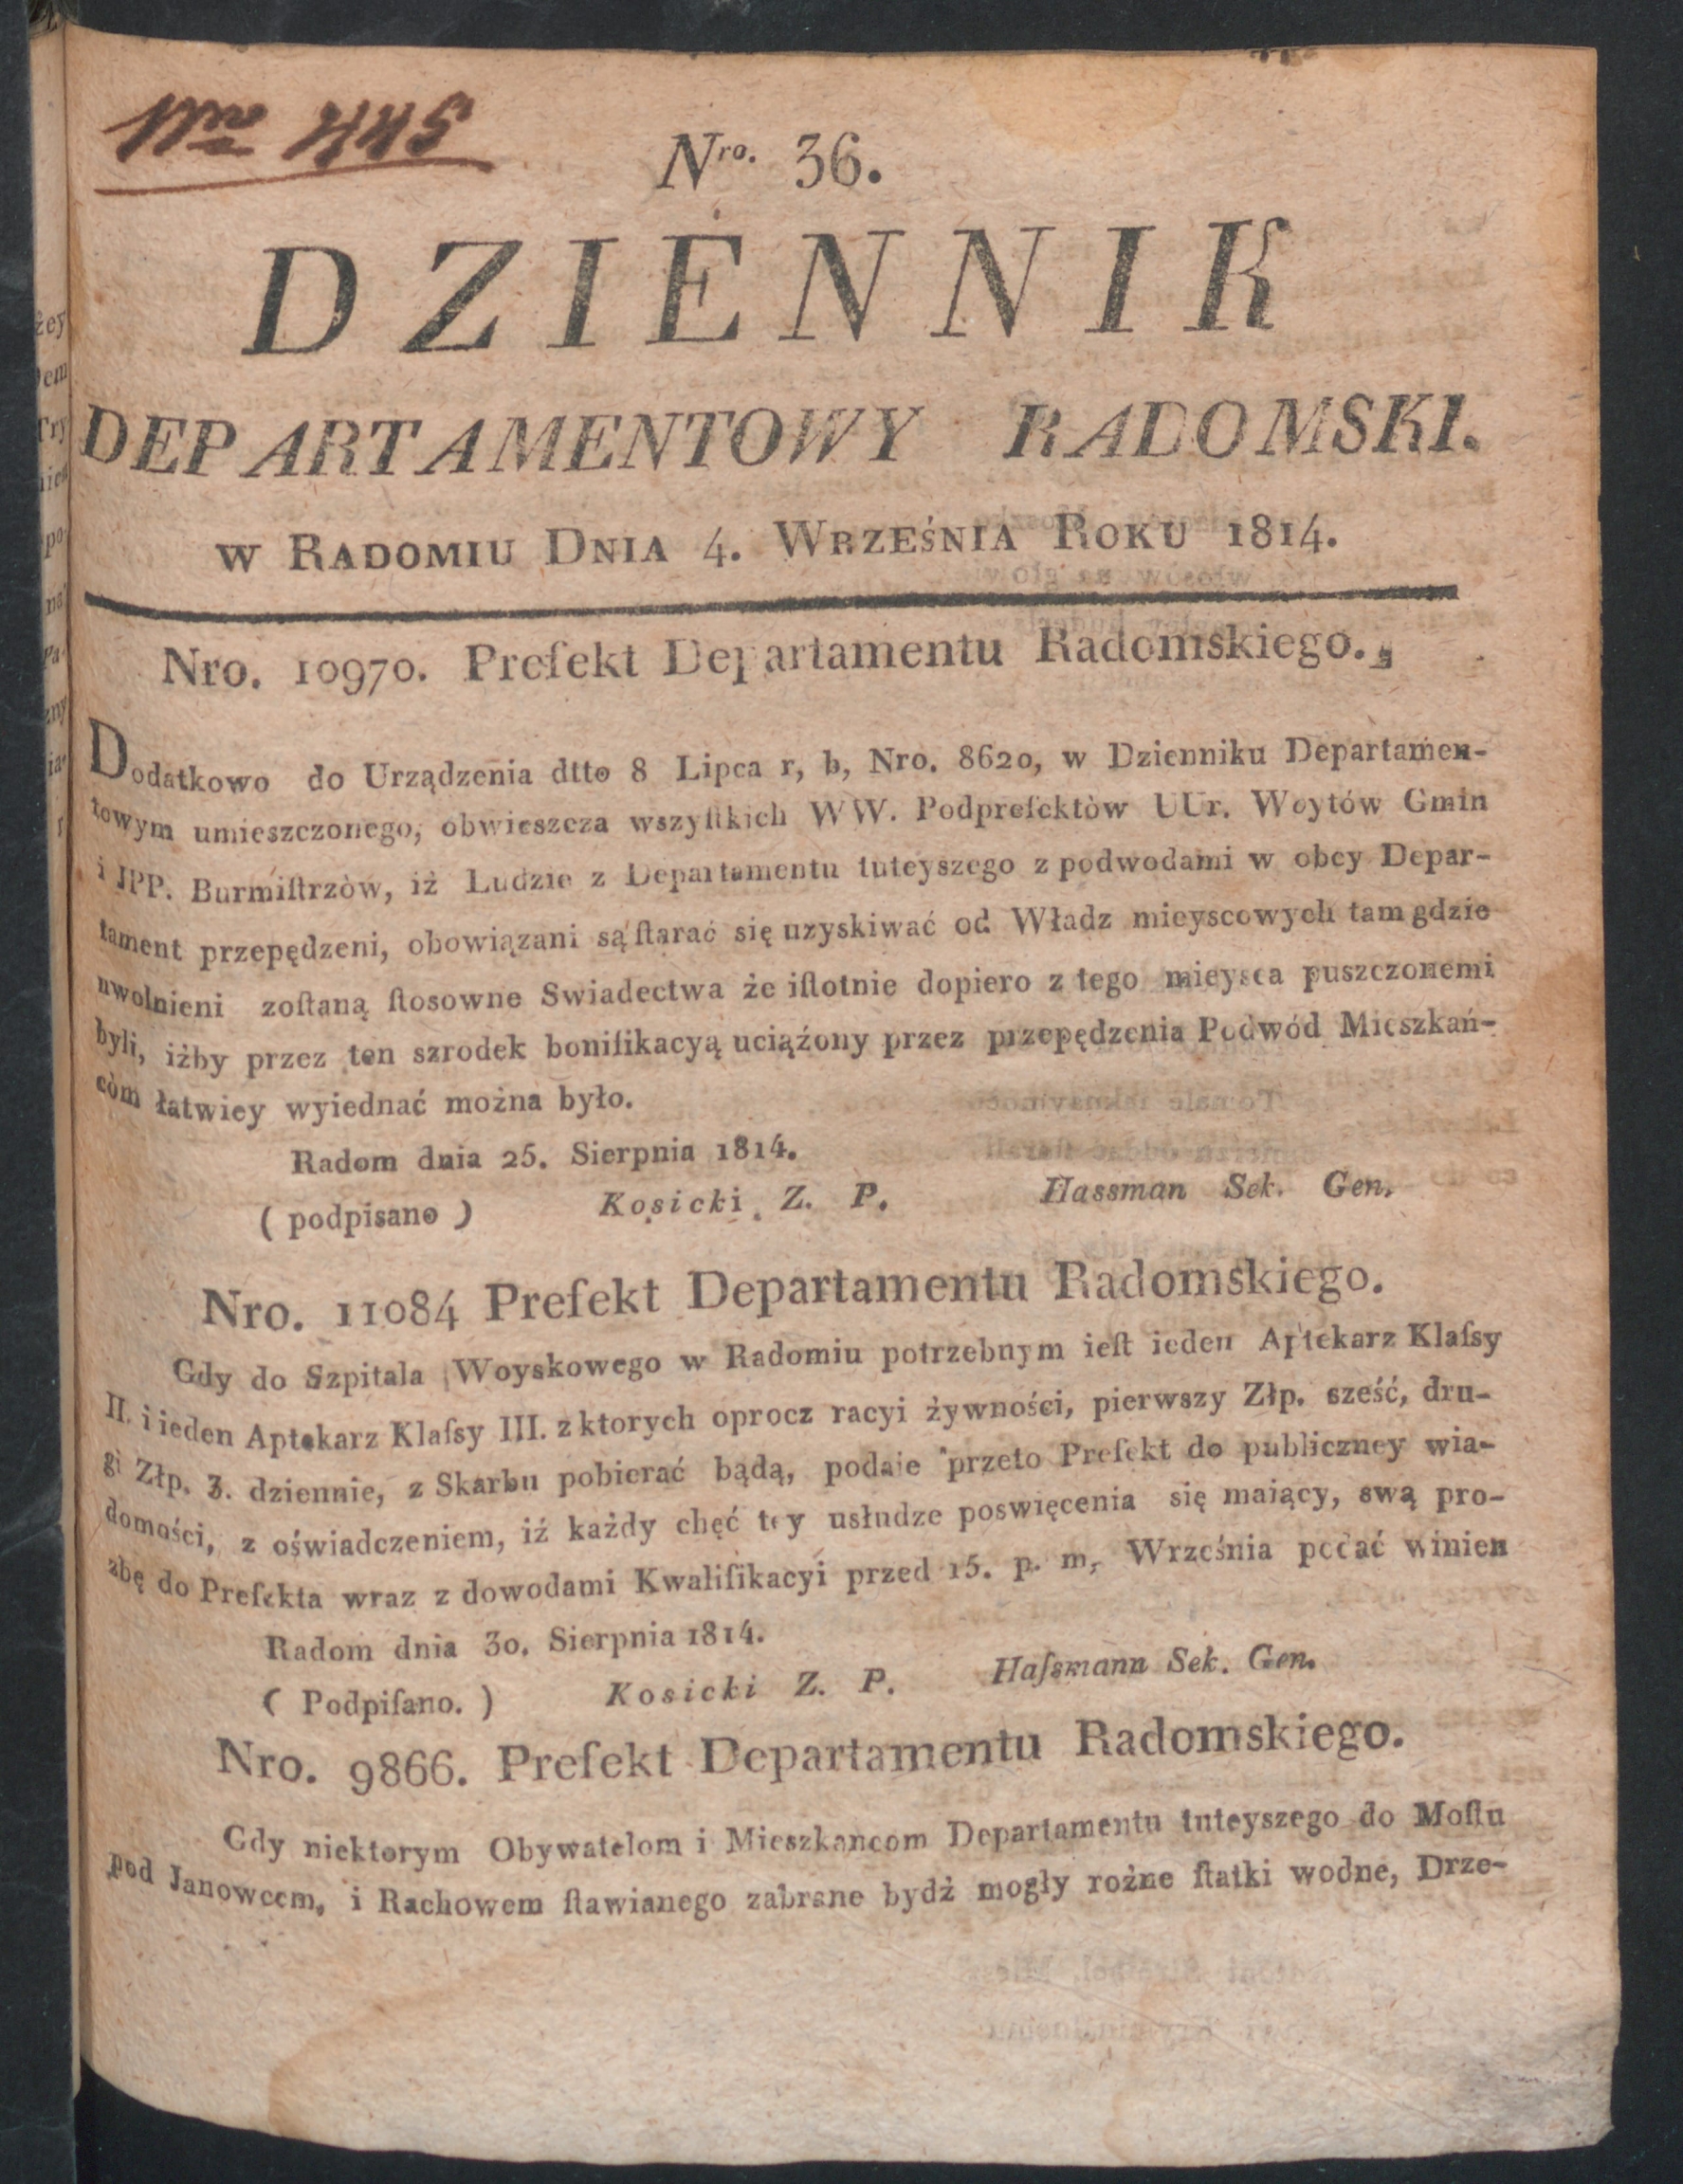 Nro 445
Nro. 36.
DZIENNIK
DEPARTAMENTOWY RADOMSKI.
w Radomiu Dnia 4. Września Roku 1814.
Nro. 10970. Prefekt Departamentu Radomskiego.
Dodatkowo do Urządzenia dtto 8 Lipca r, b, Nro. 8620, w Dzienniku Departamen-
towym umieszczonego, obwieszcza wszyſtkich WW. Podprefektòw UUr. Woytów Gmin
i JPP. Burmiſtrzòw, iż Ludzie z Departamentu tuteyszego z podwodami w obcy Depar-
tament przepędzeni, obowiązani są ſtarać się uzyskiwać od Władz mieyscowych tam gdzie
uwolnieni zoſtaną ſtosowne Swiadectwa że iſtotnie dopiero z tego mieysca puszczonemi
byli, iżby przez ten szrodek bonifikacyą uciążony przez przepędzenia Podwód Mieszkań-
còm łatwiey wyiednać można było.
Radom dnia 25. Sierpnia 1814.
( podpisano ) Kosicki Z. P. Hassman Sek. Gen.
Nro. 11084 Prefekt Departamentu Radomskiego.
Gdy do Szpitala Woyskowego w Radomiu potrzebnym ieſt ieden Aptekarz Klaſsy
II. i ieden Aptekarz Klaſsy III. z ktorych oprocz racyi żywności, pierwszy Złp. sześć, dru-
gi Złp. 3. dziennie, z Skarbu pobierać bądą, podaie przeto Prefekt do publiczney wia-
domości, z oświadczeniem, iż każdy chęć tey usłudze poswięcenia się maiący, swą pro-
zbę do Prefekta wraz z dowodami Kwalifikacyi przed 15. p. m, Września podać winien
Radom dnia 30. Sierpnia 1814.
( Podpiſano. ) Kosicki Z. P. Haſsmann Sek. Gen.
Nro. 9866. Prefekt Departamentu Radomskiego.
Gdy niektorym Obywatelom i Mieszkancom Departamentu tuteyszego do Moſtu
pod Janowcem, i Rachowem ſtawianego zabrane bydź mogły rożne ſtatki wodne, Drze-